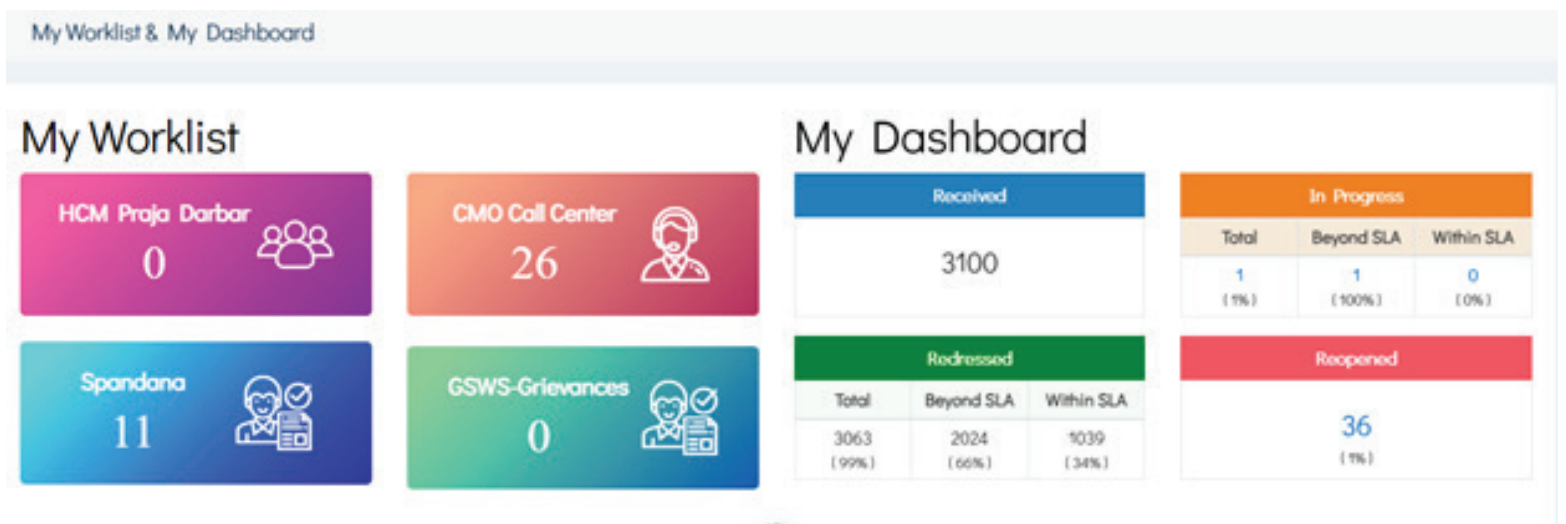 My Worklist & My Dashboard
My Worklist
HCM Praja Darbar
0
CMO Call Center
26
Spandana
11
GSWS-Grievances
0
My Dashboard
Received
3100
In Progress
Total Beyond SLA Within SLA
1 1 0
(1%) (100%) (0%)
Redressed
Total Beyond SLA Within SLA
3063 2024 1039
(99%) (66%) (34%)
Reopened
36
(1%)